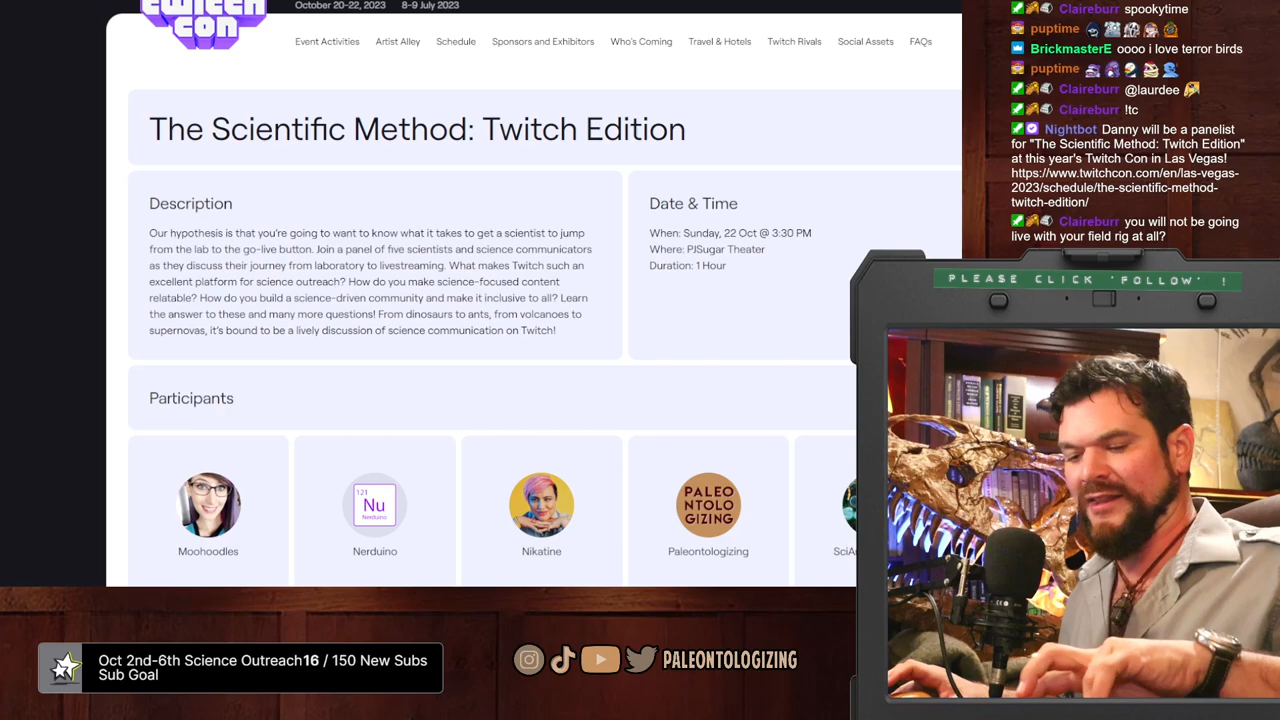 twitch
con
October 20-22, 2023
8-9 July 2023
Event Activities
Artist Alley
Schedule
Sponsors and Exhibitors
Who's Coming
Travel & Hotels
Twitch Rivals
Social Assets
FAQs
The Scientific Method: Twitch Edition
Description
Our hypothesis is that you're going to want to know what it takes to get a scientist to jump
from the lab to the go-live button. Join a panel of five scientists and science communicators
as they discuss their journey from laboratory to livestreaming. What makes Twitch such an
excellent platform for science outreach? How do you make science-focused content
relatable? How do you build a science-driven community and make it inclusive to all? Learn
the answer to these and many more questions! From dinosaurs to ants, from volcanoes to
supernovas, it's bound to be a lively discussion of science communication on Twitch!
Date & Time
When: Sunday, 22 Oct @ 3:30 PM
Where: PJSugar Theater
Duration: 1 Hour
Participants
121
Nu
Nerduino
PALEO
NTOLO
GIZING
Moohoodles
Nerduino
Nikatine
Paleontologizing
Claireburr spookytime
puptime
BrickmasterE oooo i love terror birds
puptime
Claireburr @laurdee
Claireburr !tc
Nightbot Danny will be a panelist
for "The Scientific Method: Twitch Edition"
at this year's Twitch Con in Las Vegas!
https://www.twitchcon.com/en/las-vegas-
2023/schedule/the-scientific-method-
twitch-edition/
Claireburr you will not be going
live with your field rig at all?
PLEASE CLICK 'FOLLOW' !
Oct 2nd-6th Science Outreach16 / 150 New Subs
Sub Goal
PALEONTOLOGIZING